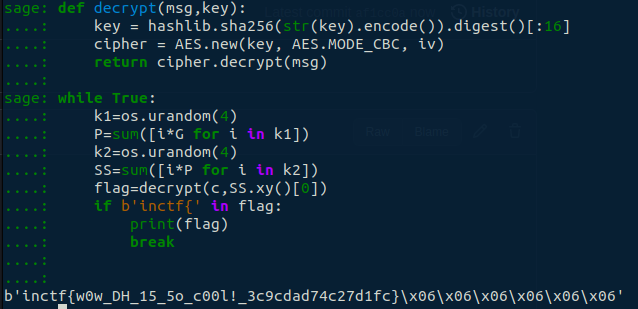 sage: def decrypt(msg,key):
....:     key = hashlib.sha256(str(key).encode()).digest()[:16]
....:     cipher = AES.new(key, AES.MODE_CBC, iv)
....:     return cipher.decrypt(msg)
....:
sage: while True:
....:     k1=os.urandom(4)
....:     P=sum([i*G for i in k1])
....:     k2=os.urandom(4)
....:     SS=sum([i*P for i in k2])
....:     flag=decrypt(c,SS.xy()[0])
....:     if b'inctf{' in flag:
....:         print(flag)
....:         break
....:
....:
b'inctf{w0w_DH_15_5o_c00l!_3c9cdad74c27d1fc}\x06\x06\x06\x06\x06\x06'
History
Raw Blame